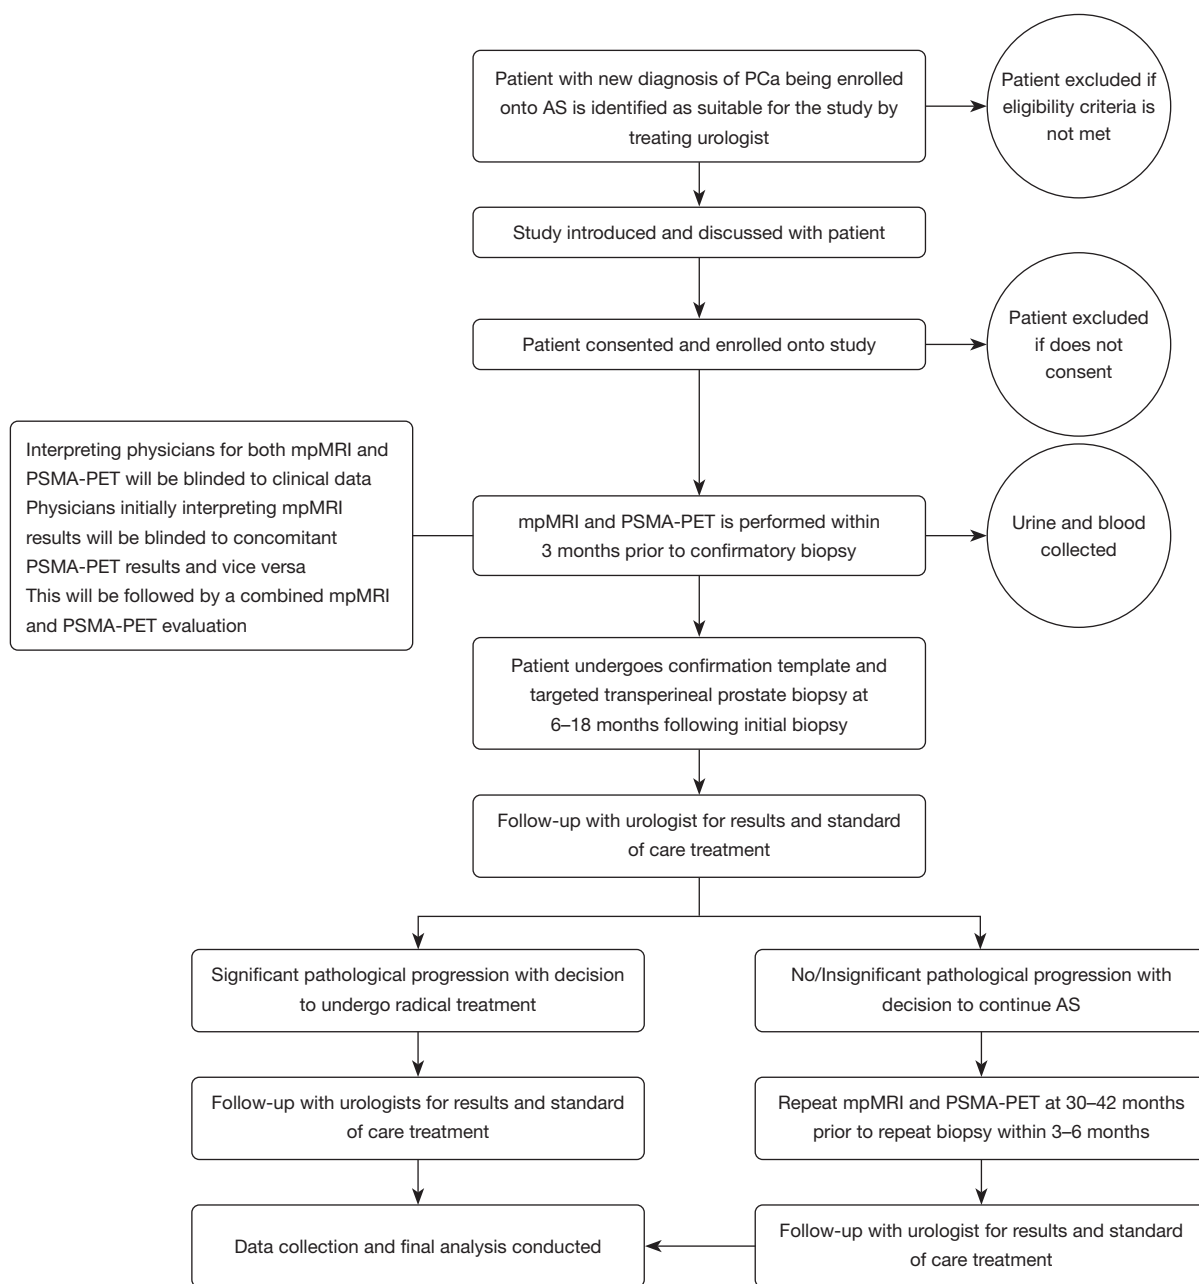 Patient with new diagnosis of PCa being enrolled
onto AS is identified as suitable for the study by
treating urologist
Patient excluded if
eligibility criteria is
not met
Study introduced and discussed with patient
Patient consented and enrolled onto study
Patient excluded
if does not
consent
Interpreting physicians for both mpMRI and
PSMA-PET will be blinded to clinical data
Physicians initially interpreting mpMRI
results will be blinded to concomitant
PSMA-PET results and vice versa
This will be followed by a combined mpMRI
and PSMA-PET evaluation
mpMRI and PSMA-PET is performed within
3 months prior to confirmatory biopsy
Urine and blood
collected
Patient undergoes confirmation template and
targeted transperineal prostate biopsy at
6–18 months following initial biopsy
Follow-up with urologist for results and standard
of care treatment
Significant pathological progression with decision
to undergo radical treatment
No/Insignificant pathological progression with
decision to continue AS
Follow-up with urologists for results and standard
of care treatment
Repeat mpMRI and PSMA-PET at 30–42 months
prior to repeat biopsy within 3–6 months
Data collection and final analysis conducted
Follow-up with urologist for results and standard
of care treatment